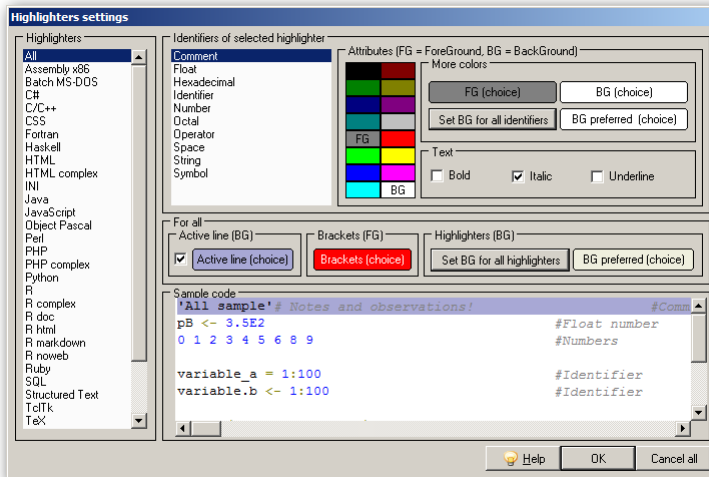 Highlighters settings
Highlighters
All
Assembly x86
Batch MS-DOS
C#
C/C++
CSS
Fortran
Haskell
HTML
HTML complex
INI
Java
JavaScript
Object Pascal
Perl
PHP
PHP complex
Python
R
R complex
R doc
R html
R markdown
R noweb
Ruby
SQL
Structured Text
TclTk
TeX
Identifiers of selected highlighter
Comment
Float
Hexadecimal
Identifier
Number
Octal
Operator
Space
String
Symbol
Attributes (FG = ForeGround, BG = BackGround)
FG
BG
More colors
FG (choice) BG (choice)
Set BG for all identifiers BG preferred (choice)
Text
Bold Italic Underline
For all
Active line (BG)
Active line (choice)
Brackets (FG)
Brackets (choice)
Highlighters (BG)
Set BG for all highlighters BG preferred (choice)
Sample code
'All sample'# Notes and observations! #Comm
pB <- 3.5E2 #Float number
0 1 2 3 4 5 6 8 9 #Numbers
variable_a = 1:100 #Identifier
variable.b <- 1:100 #Identifier
Help OK Cancel all